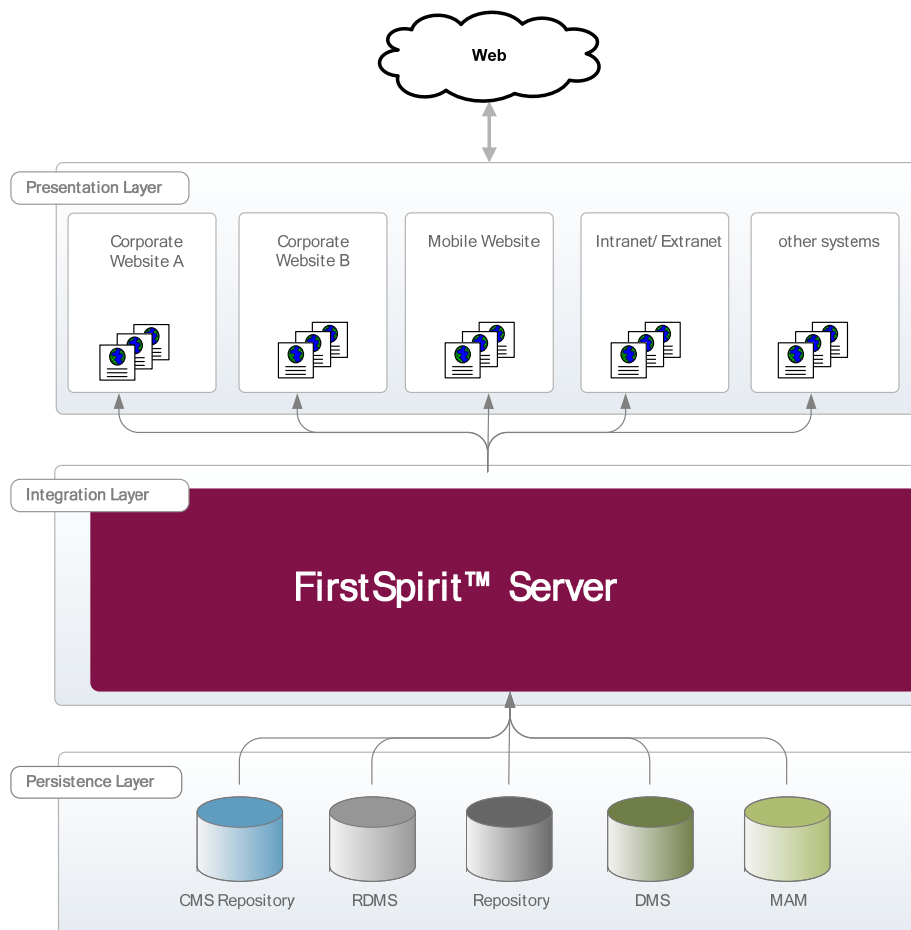 Web
Presentation Layer
Corporate
Website A
Corporate
Website B
Mobile Website
Intranet/ Extranet
other systems
Integration Layer
FirstSpirit™ Server
Persistence Layer
CMS Repository
RDMS
Repository
DMS
MAM